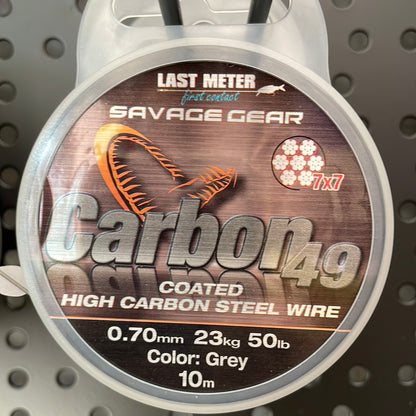 LAST METER
first contact
SAVAGE GEAR
7x7
Carbon49
COATED
HIGH CARBON STEEL WIRE
0.70mm 23kg 50lb
Color: Grey
10m